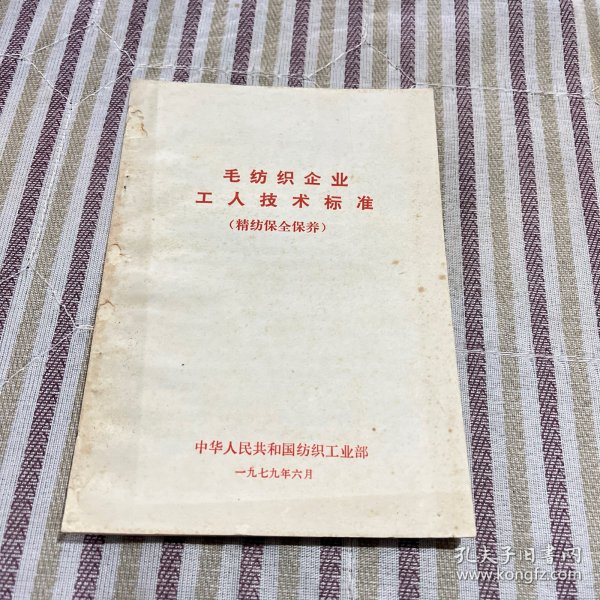 毛纺织企业
工人技术标准
（精纺保全保养）
中华人民共和国纺织工业部
一九七九年六月
孔夫子旧书网
www.kongfz.com